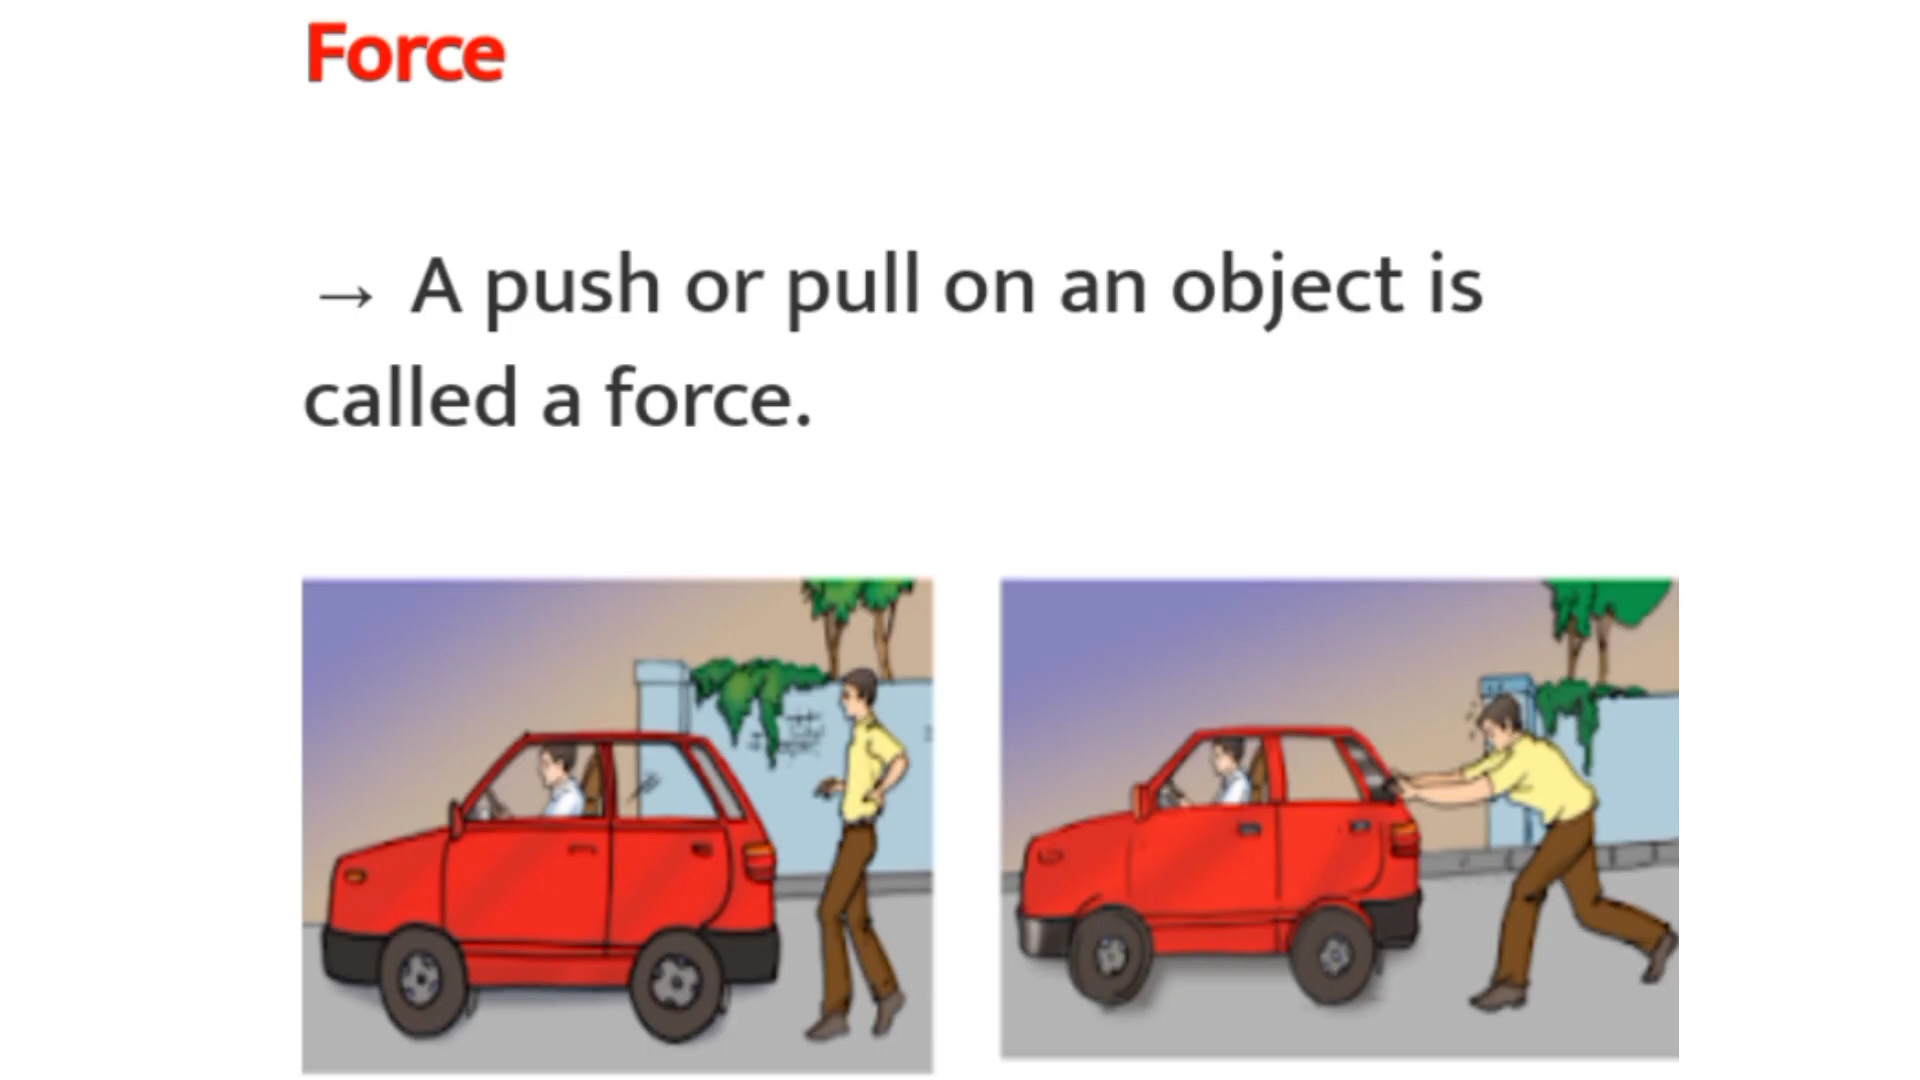 Force
→ A push or pull on an object is
called a force.